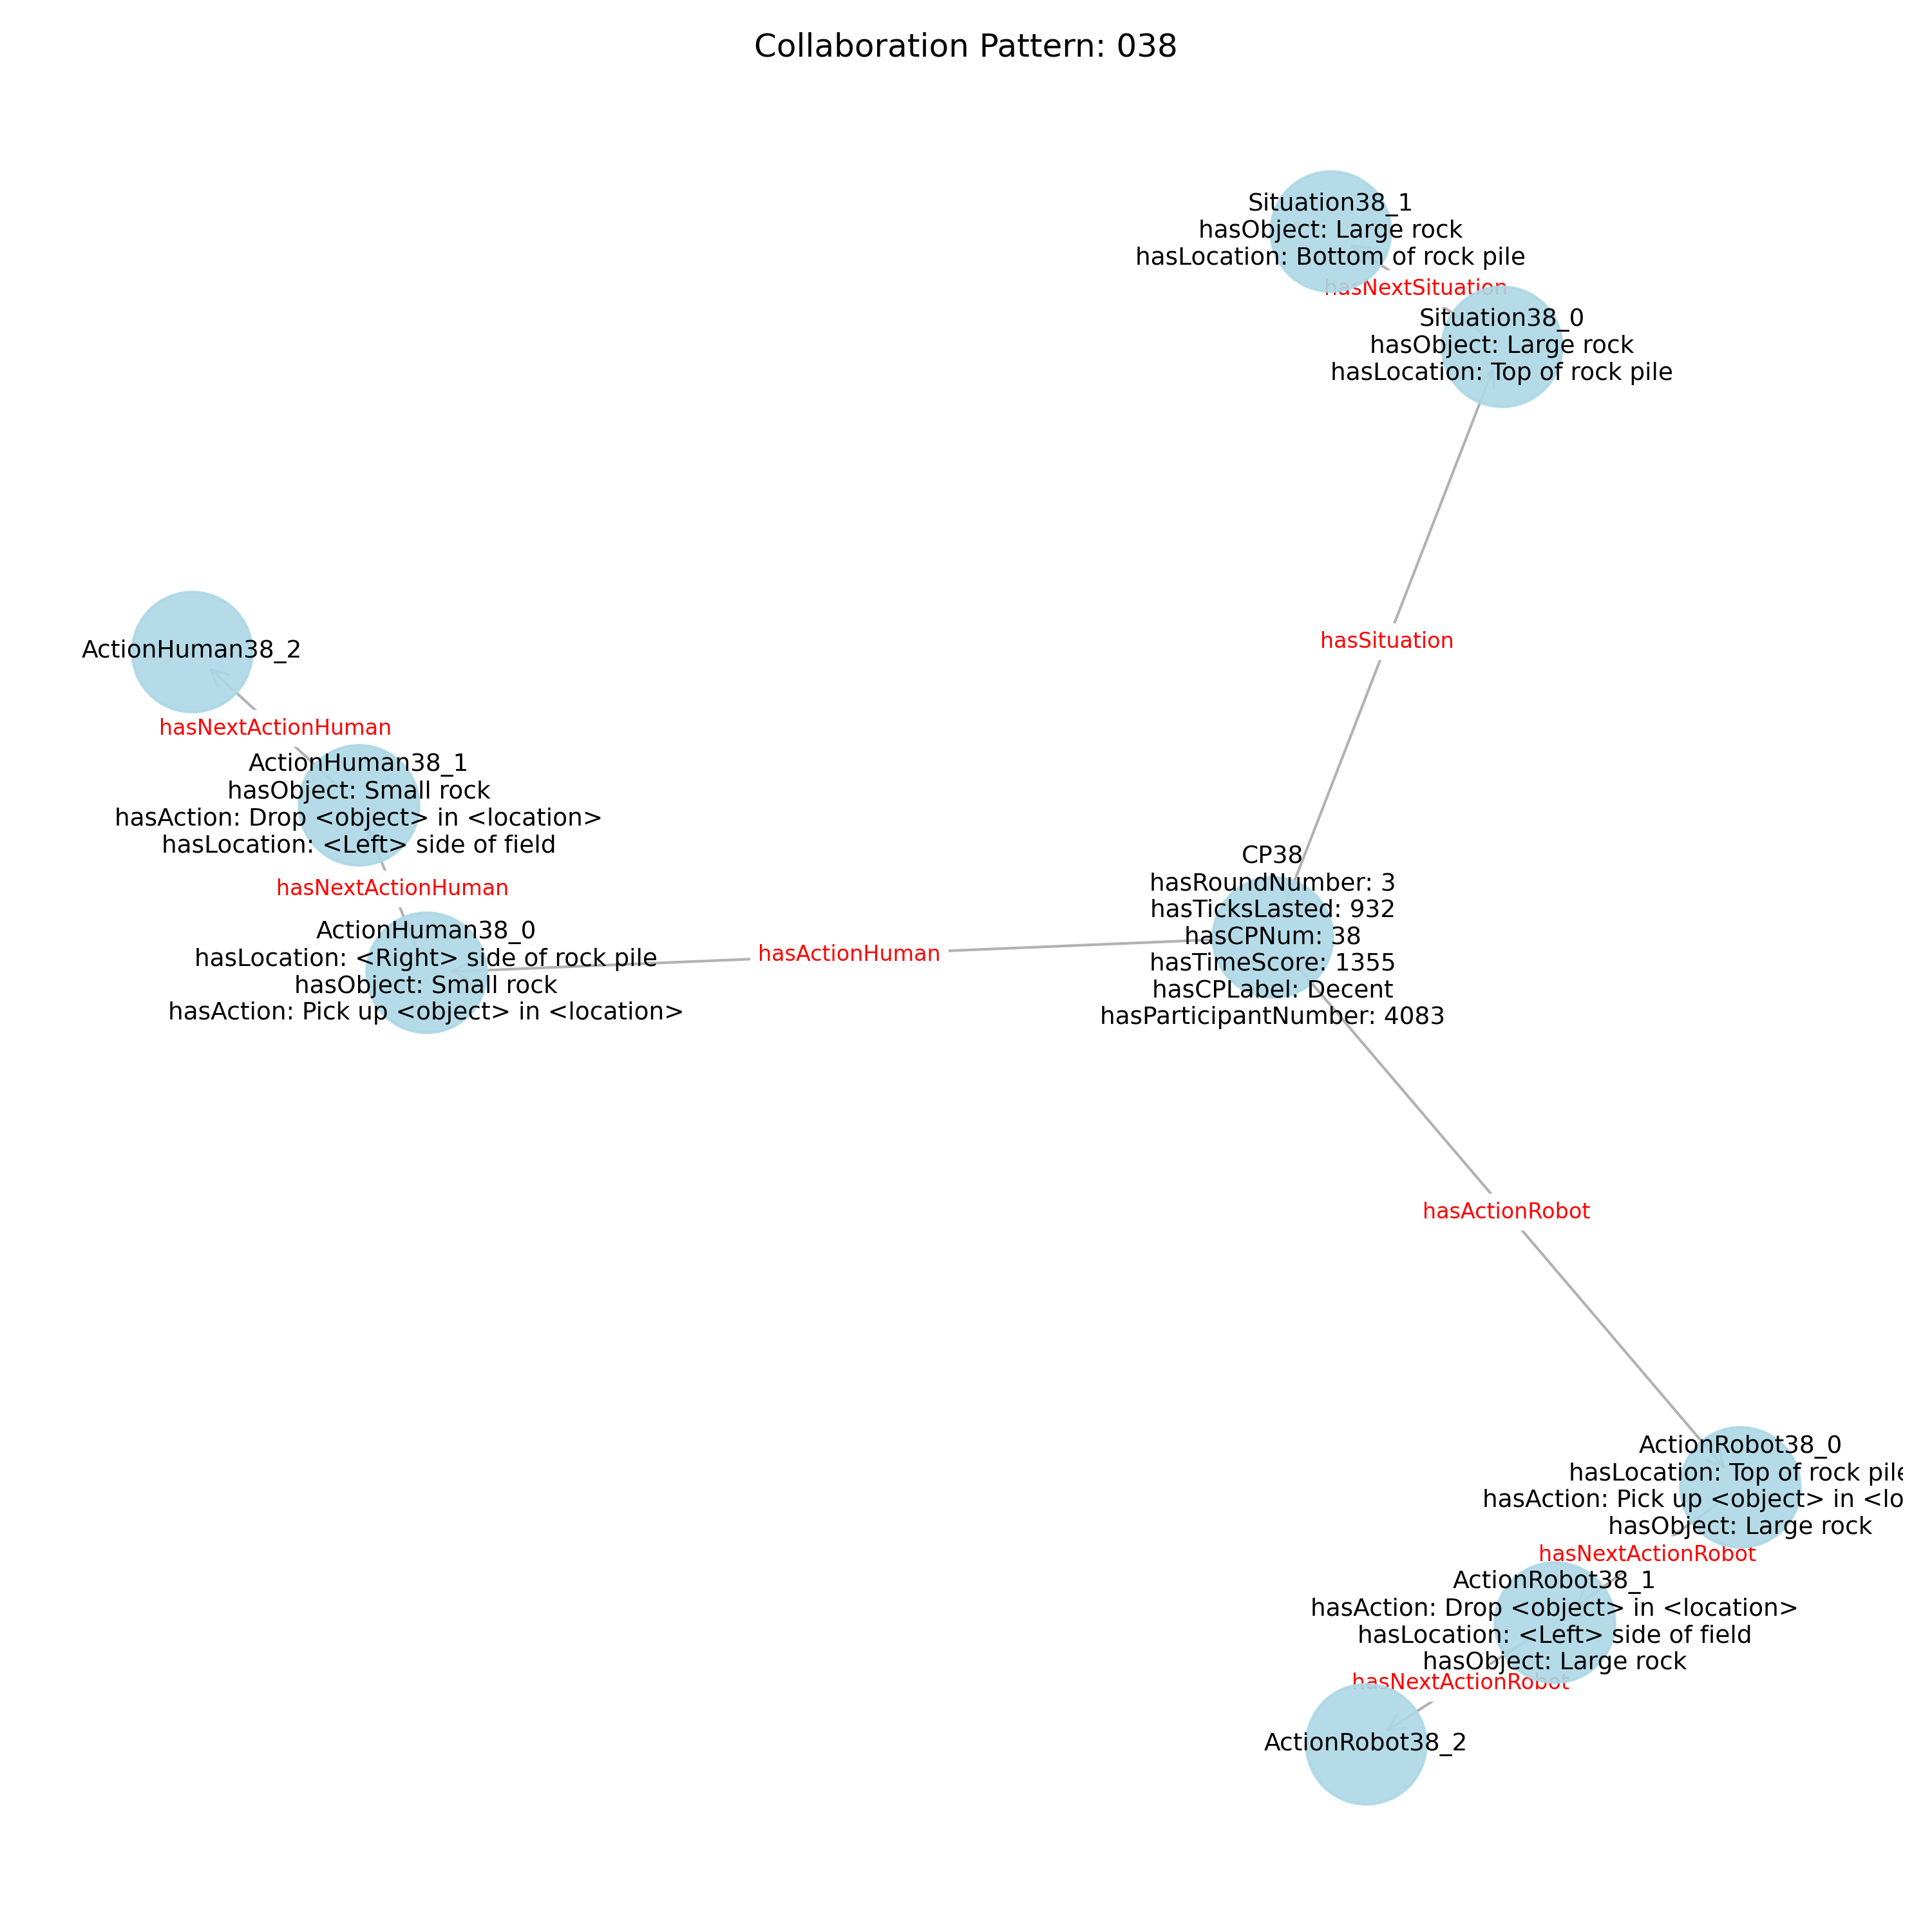 Collaboration Pattern: 038
Situation38_1
hasObject: Large rock
hasLocation: Bottom of rock pile
hasNextSituation
Situation38_0
hasObject: Large rock
hasLocation: Top of rock pile
hasSituation
ActionHuman38_2
hasNextActionHuman
ActionHuman38_1
hasObject: Small rock
hasAction: Drop <object> in <location>
hasLocation: <Left> side of field
hasNextActionHuman
ActionHuman38_0
hasLocation: <Right> side of rock pile
hasObject: Small rock
hasAction: Pick up <object> in <location>
hasActionHuman
CP38
hasRoundNumber: 3
hasTicksLasted: 932
hasCPNum: 38
hasTimeScore: 1355
hasCPLabel: Decent
hasParticipantNumber: 4083
hasActionRobot
ActionRobot38_0
hasLocation: Top of rock pile
hasAction: Pick up <object> in <lo
hasObject: Large rock
hasNextActionRobot
ActionRobot38_1
hasAction: Drop <object> in <location>
hasLocation: <Left> side of field
hasObject: Large rock
hasNextActionRobot
ActionRobot38_2